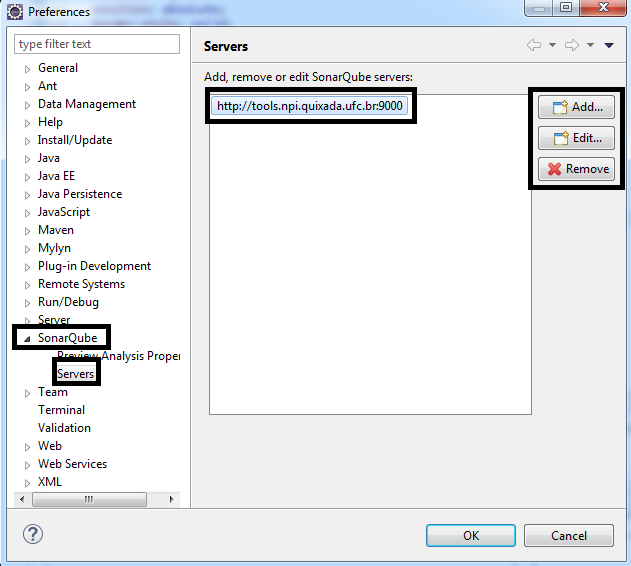 Preferences
type filter text
General
Ant
Data Management
Help
Install/Update
Java
Java EE
Java Persistence
JavaScript
Maven
Mylyn
Plug-in Development
Remote Systems
Run/Debug
Server
SonarQube
Preview Analysis Proper
Servers
Team
Terminal
Validation
Web
Web Services
XML
Servers
Add, remove or edit SonarQube servers:
http://tools.npi.quixada.ufc.br:9000
Add...
Edit...
Remove
OK
Cancel